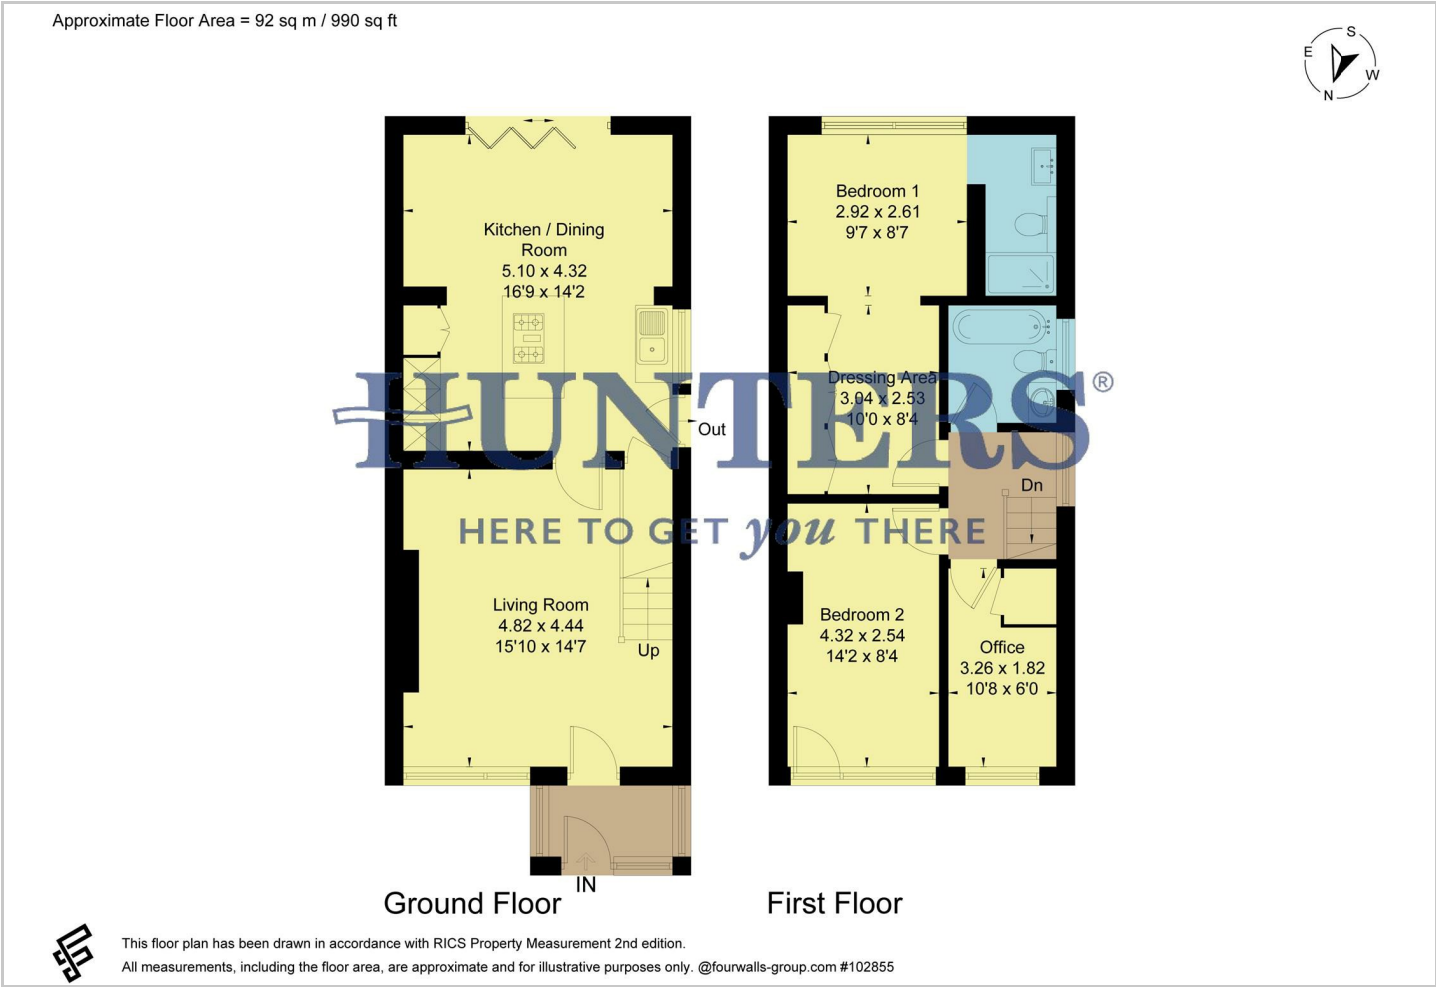 Approximate Floor Area = 92 sq m / 990 sq ft
S
E
W
N
Kitchen / Dining
Room
5.10 x 4.32
16'9 x 14'2
Out
Living Room
4.82 x 4.44
15'10 x 14'7
Up
IN
Ground Floor
Bedroom 1
2.92 x 2.61
9'7 x 8'7
Dressing Area
3.04 x 2.53
10'0 x 8'4
Dn
Bedroom 2
4.32 x 2.54
14'2 x 8'4
Office
3.26 x 1.82
10'8 x 6'0
First Floor
HUNTERS®
HERE TO GET you THERE
This floor plan has been drawn in accordance with RICS Property Measurement 2nd edition.
All measurements, including the floor area, are approximate and for illustrative purposes only. @fourwalls-group.com #102855